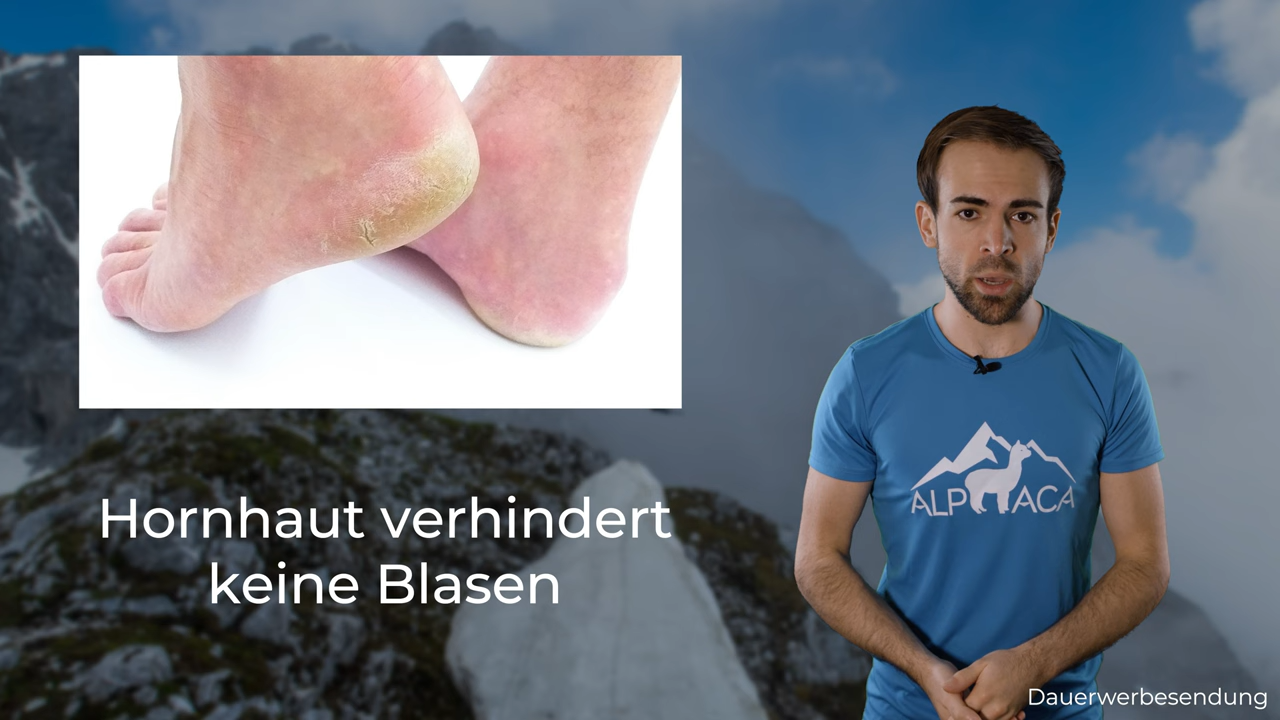 Hornhaut verhindert
keine Blasen
ALPACA
Dauerwerbesendung